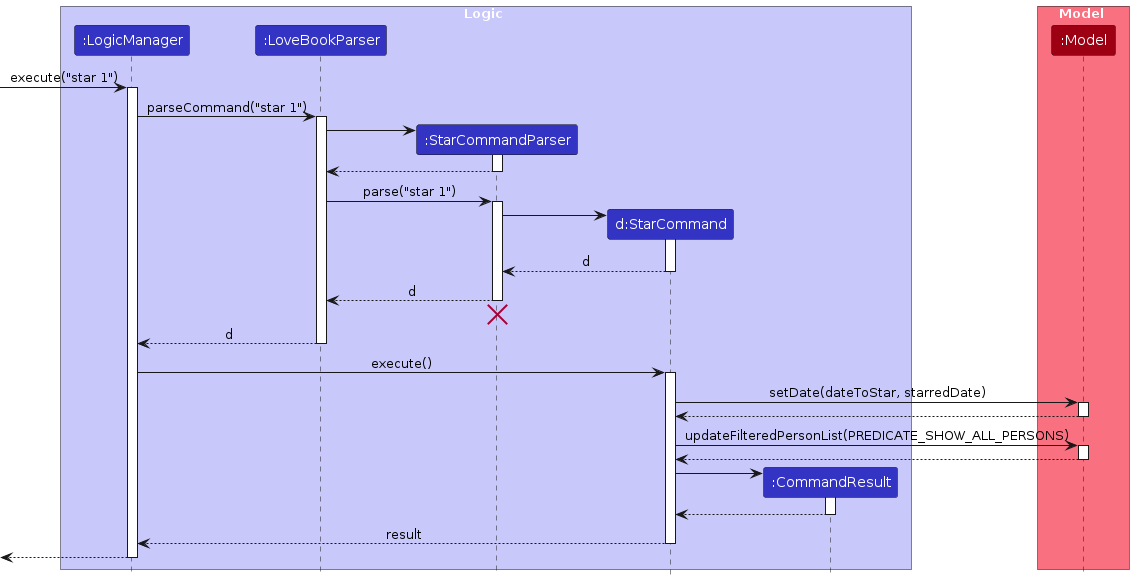 Logic
Model
:LogicManager
:LoveBookParser
:Model
execute("star 1")
parseCommand("star 1")
:StarCommandParser
parse("star 1")
d:StarCommand
d
d
d
execute()
setDate(dateToStar, starredDate)
updateFilteredPersonList(PREDICATE_SHOW_ALL_PERSONS)
:CommandResult
result